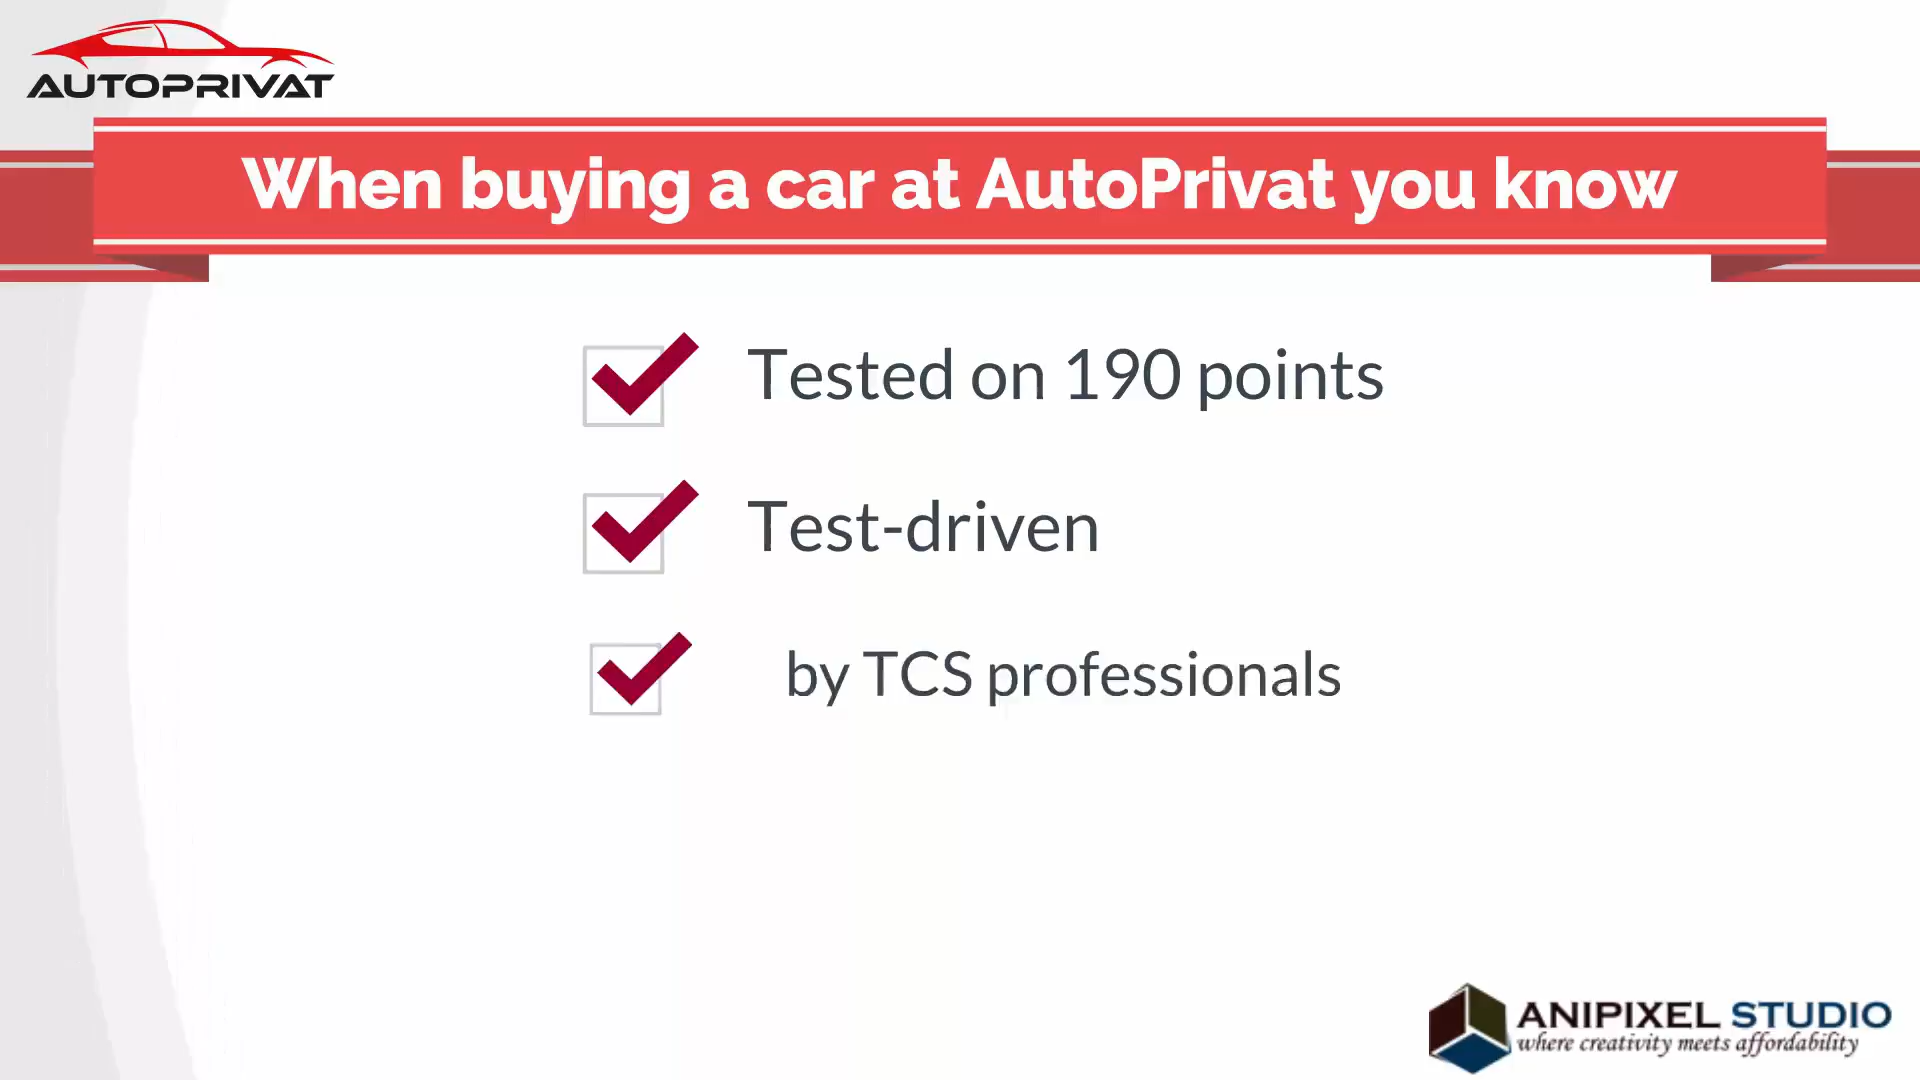 AUTOPRIVAT
When buying a car at AutoPrivat you know
Tested on 190 points
Test-driven
by TCS professionals
ANIPIXEL STUDIO
where creativity meets affordability